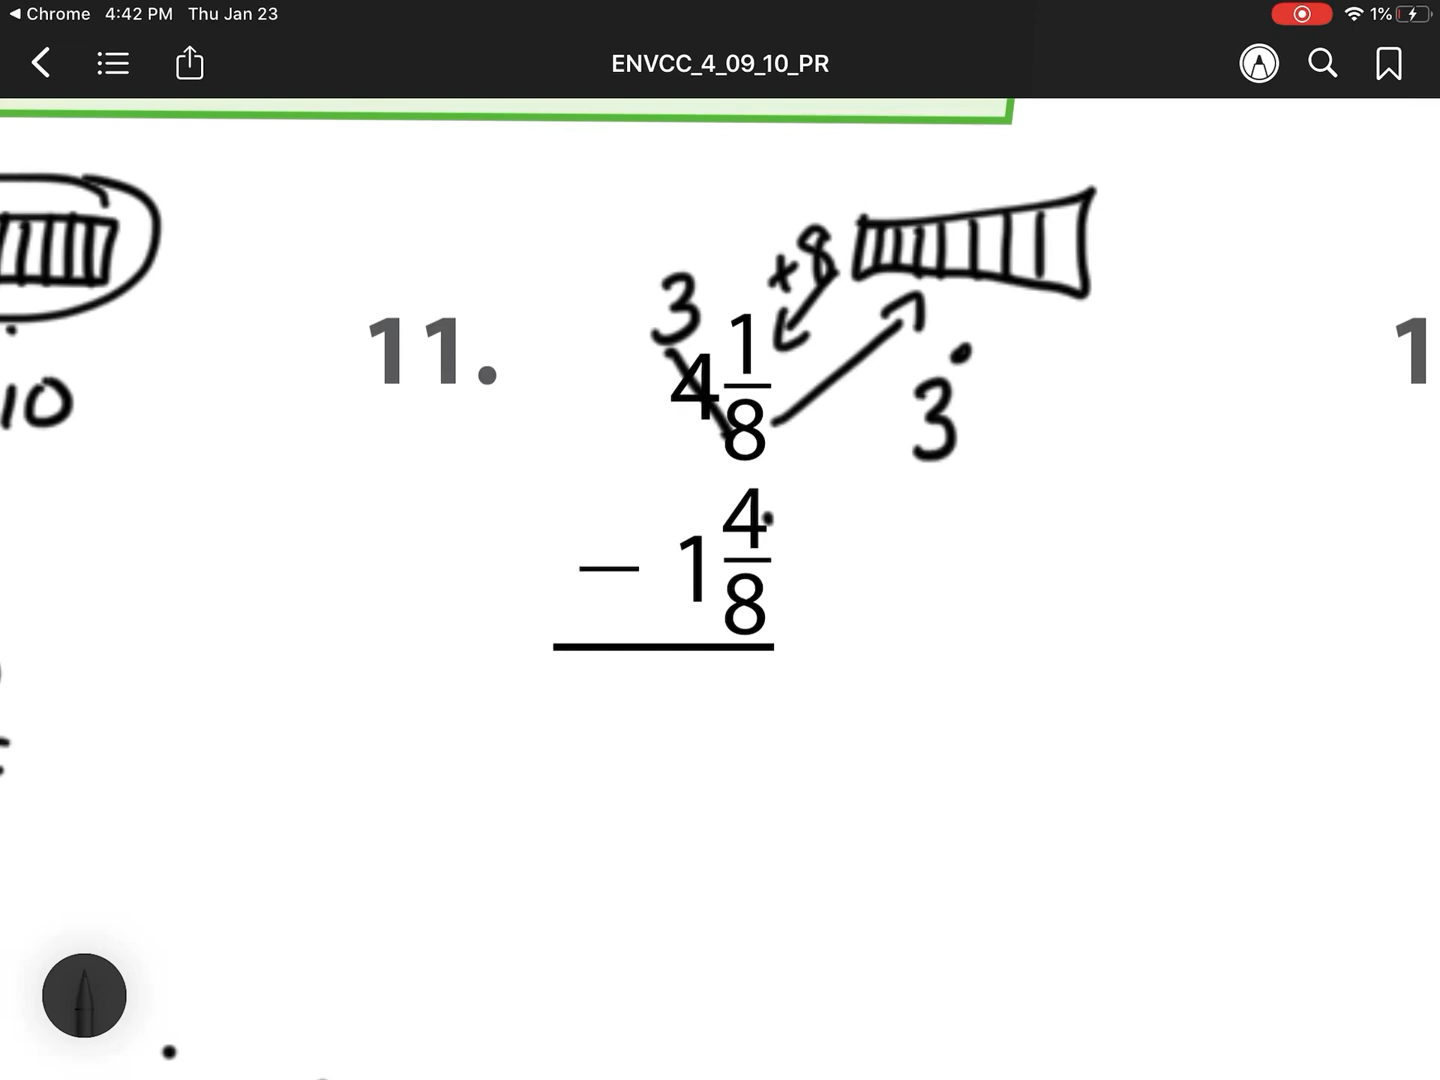 Chrome 4:42 PM Thu Jan 23 1%
ENVCC_4_09_10_PR
10
11.
3
+8
4 1/8
3
− 1 4/8
1